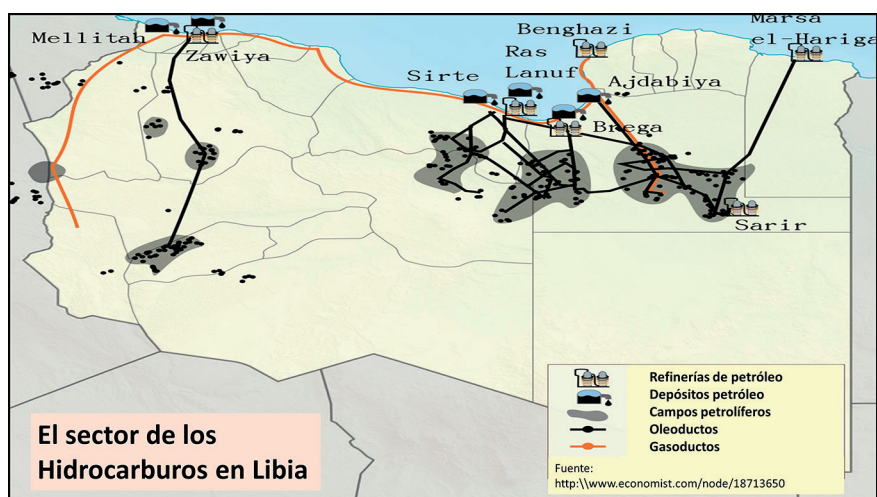 Mellitah
Zawiya
Sirte
Ras
Lanuf
Benghazi
Ajdabiya
Brega
Marsa
el-Hariga
Sarir
Refinerías de petróleo
Depósitos petróleo
Campos petrolíferos
Oleoductos
Gasoductos
Fuente:
http:\\www.economist.com/node/18713650
El sector de los
Hidrocarburos en Libia